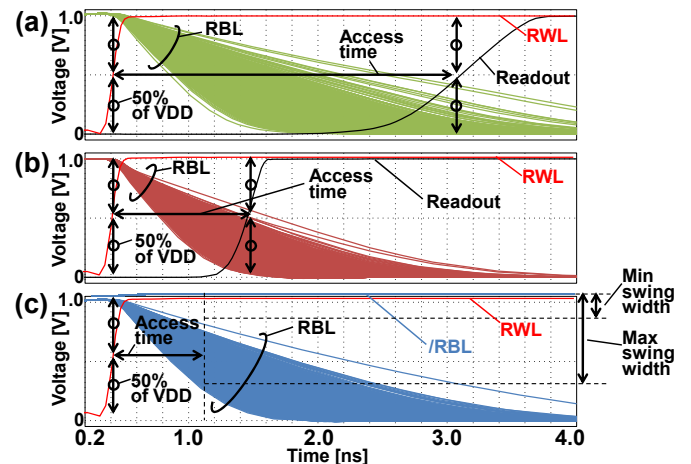 (a)
1.0
Voltage [V]
0
RBL
Access
time
RWL
Readout
50%
of VDD
(b)
1.0
Voltage [V]
0
RBL
Access
time
RWL
Readout
50%
of VDD
(c)
1.0
Voltage [V]
0
Access
time
RBL
/RBL
RWL
50%
of VDD
Min
swing
width
Max
swing
width
0.2 1.0 2.0 3.0 4.0
Time [ns]